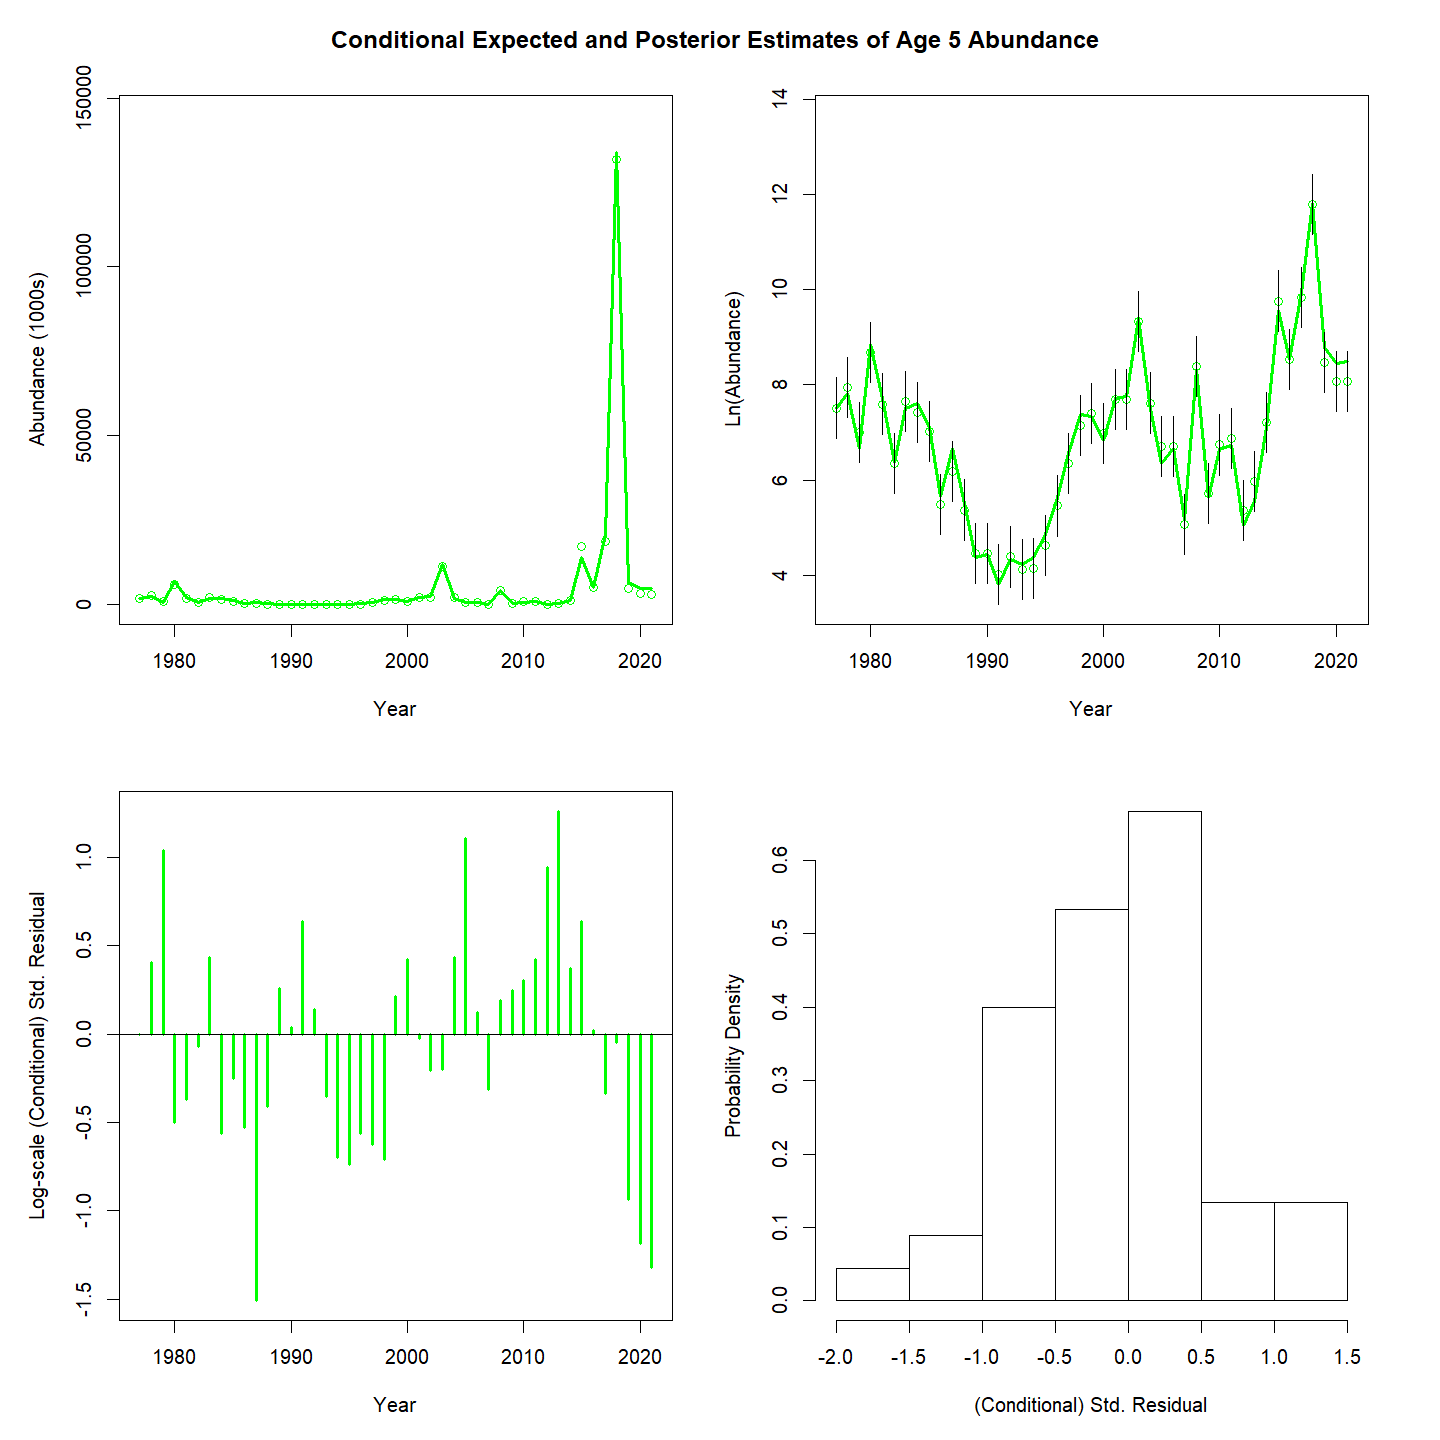 Conditional Expected and Posterior Estimates of Age 5 Abundance
Abundance (1000s)
150000
100000
50000
0
1980 1990 2000 2010 2020
Year
Ln(Abundance)
14
12
10
8
6
4
1980 1990 2000 2010 2020
Year
Log-scale (Conditional) Std. Residual
1.0
0.5
0.0
-0.5
-1.0
-1.5
1980 1990 2000 2010 2020
Year
Probability Density
0.6
0.5
0.4
0.3
0.2
0.1
0.0
-2.0 -1.5 -1.0 -0.5 0.0 0.5 1.0 1.5
(Conditional) Std. Residual